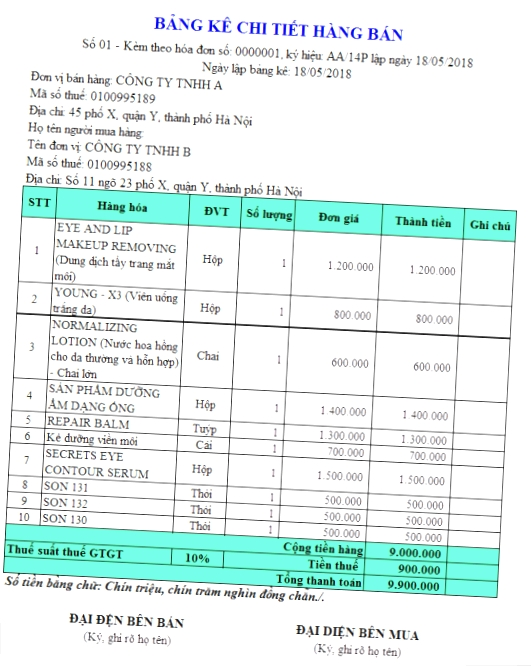 BẢNG KÊ CHI TIẾT HÀNG BÁN
Số 01 - Kèm theo hóa đơn số: 0000001, ký hiệu: AA/14P lập ngày 18/05/2018
Ngày lập bảng kê: 18/05/2018
Đơn vị bán hàng: CÔNG TY TNHH A
Mã số thuế: 0100995189
Địa chỉ: 45 phố X, quận Y, thành phố Hà Nội
Họ tên người mua hàng:
Tên đơn vị: CÔNG TY TNHH B
Mã số thuế: 0100995188
Địa chỉ: Số 11 ngõ 23 phố X, quận Y, thành phố Hà Nội
STT Hàng hóa ĐVT Số lượng Đơn giá Thành tiền Ghi chú
1 EYE AND LIP MAKEUP REMOVING (Dung dịch tẩy trang mắt môi) Hộp 1 1.200.000 1.200.000
2 YOUNG - X3 (Viên uống trắng da) Hộp 1 800.000 800.000
3 NORMALIZING LOTION (Nước hoa hồng cho da thường và hỗn hợp) - Chai lớn Chai 1 600.000 600.000
4 SẢN PHẨM DƯỠNG ẨM DẠNG ỐNG Hộp 1 1.400.000 1.400.000
5 REPAIR BALM Tuýp 1 1.300.000 1.300.000
6 Kẻ dưỡng viền môi Cái 1 700.000 700.000
7 SECRETS EYE CONTOUR SERUM Hộp 1 1.500.000 1.500.000
8 SON 131 Thỏi 1 500.000 500.000
9 SON 132 Thỏi 1 500.000 500.000
10 SON 130 Thỏi 1 500.000 500.000
Cộng tiền hàng 9.000.000
Thuế suất thuế GTGT 10% Tiền thuế 900.000
Tổng thanh toán 9.900.000
Số tiền bằng chữ: Chín triệu, chín trăm nghìn đồng chẵn./.
ĐẠI ĐỆN BÊN BÁN ĐẠI DIỆN BÊN MUA
(Ký, ghi rõ họ tên) (Ký, ghi rõ họ tên)